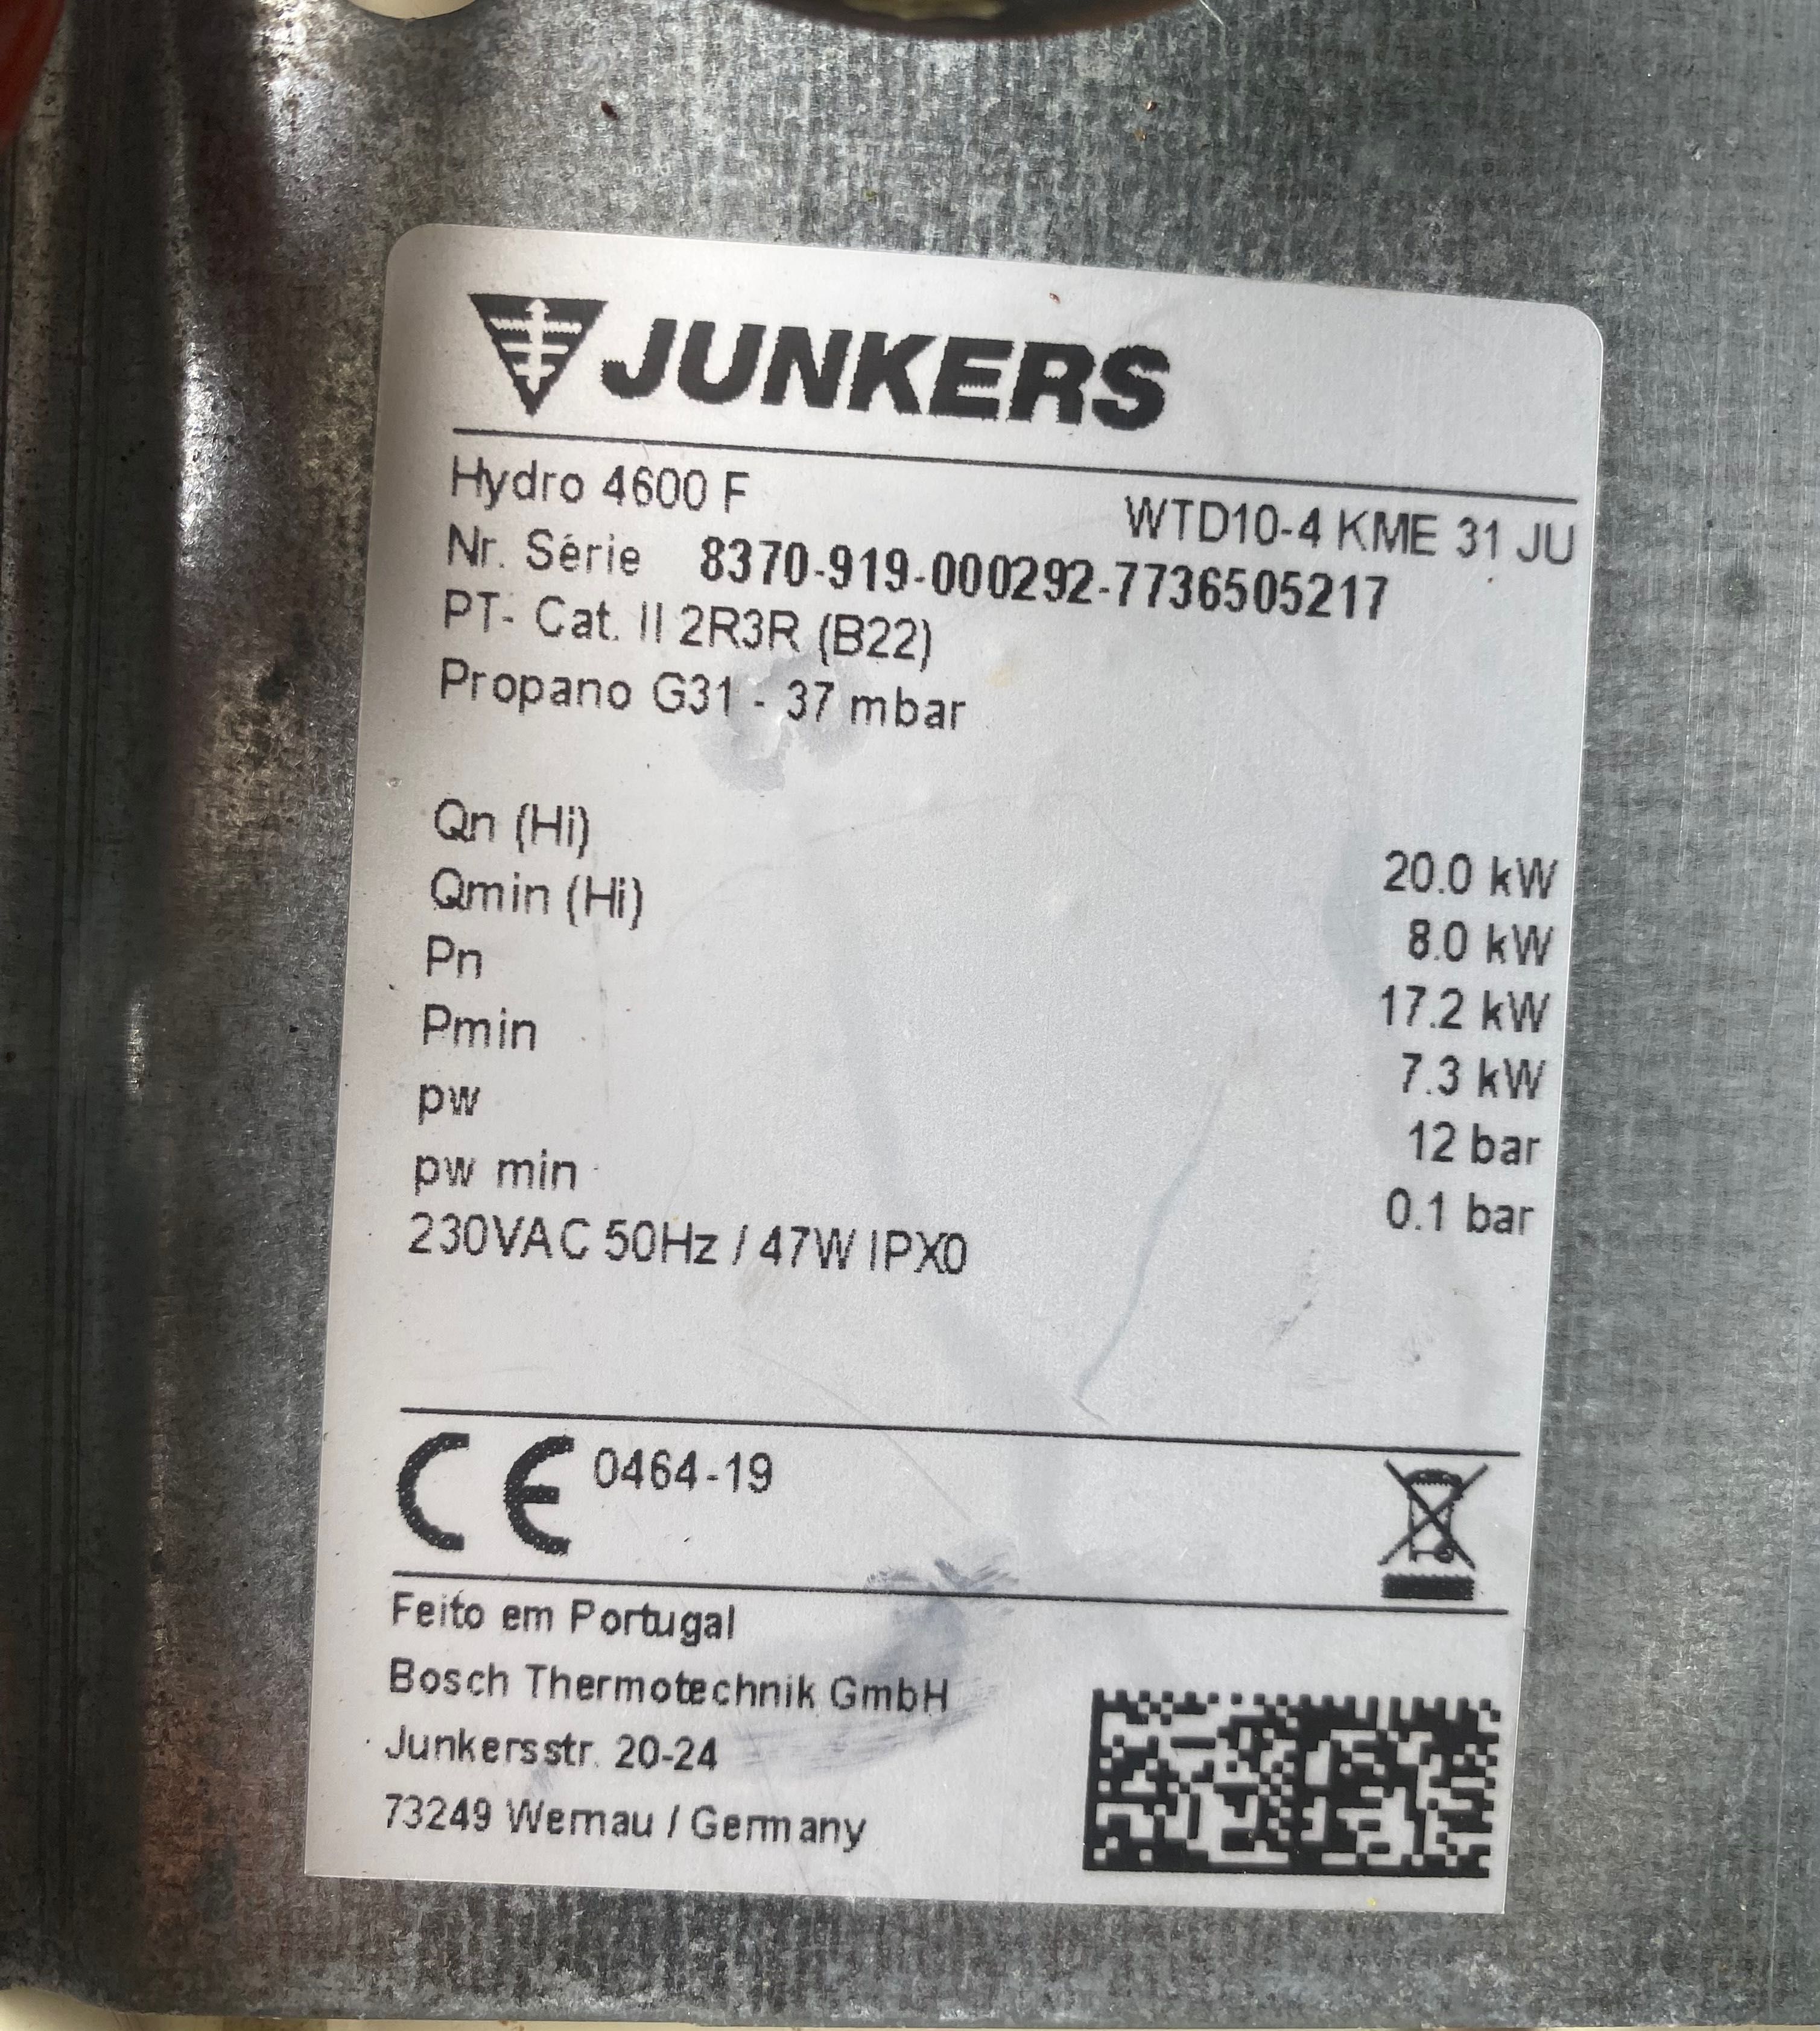 JUNKERS
Hydro 4600 F
WTD10-4 KME 31 JU
Nr. Série 8370-919-000292-7736505217
PT- Cat. II 2R3R (B22)
Propano G31 - 37 mbar
Qn (Hi) 20.0 kW
Qmin (Hi) 8.0 kW
Pn 17.2 kW
Pmin 7.3 kW
pw 12 bar
pw min 0.1 bar
230VAC 50Hz / 47W IPX0
CE 0464-19
Feito em Portugal
Bosch Thermotechnik GmbH
Junkersstr. 20-24
73249 Wernau / Germany